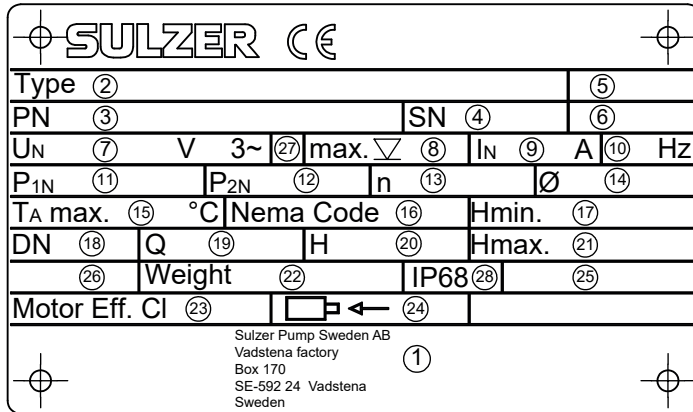 SULZER CE
Type ② ⑤
PN ③ SN ④ ⑥
UN ⑦ V 3~ ㉗ max. ⑧ IN ⑨ A ⑩ Hz
P1N ⑪ P2N ⑫ n ⑬ Ø ⑭
TA max. ⑮ °C Nema Code ⑯ Hmin. ⑰
DN ⑱ Q ⑲ H ⑳ Hmax. ㉑
㉖ Weight ㉒ IP68 ㉘ ㉕
Motor Eff. Cl ㉓ ㉔
Sulzer Pump Sweden AB
Vadstena factory
Box 170
SE-592 24 Vadstena
Sweden
①